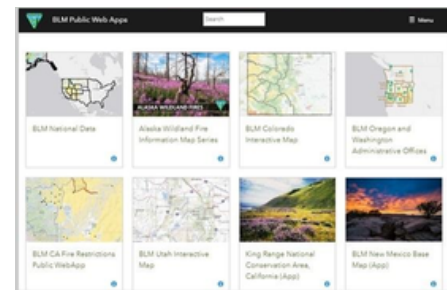 BLM Public Web Apps
Search
Menu
BLM National Data
ALASKA WILDLAND FIRES
Alaska Wildland Fire
Information Map Series
BLM Colorado
Interactive Map
BLM Oregon and
Washington
Administrative Offices
BLM CA Fire Restrictions
Public WebApp
BLM Utah Interactive
Map
King Range National
Conservation Area,
California (App)
BLM New Mexico Base
Map (App)